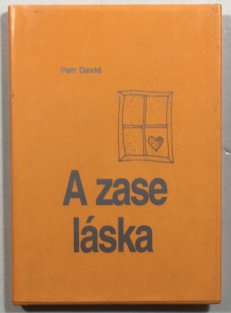 Petr David
A zase
láska